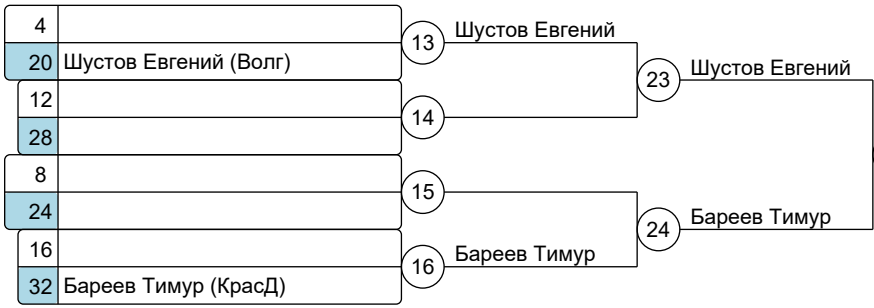 4
Шустов Евгений
13
20 Шустов Евгений (Волг)
Шустов Евгений
23
12
14
28
8
15
24
Бареев Тимур
24
16
Бареев Тимур
16
32 Бареев Тимур (КрасД)